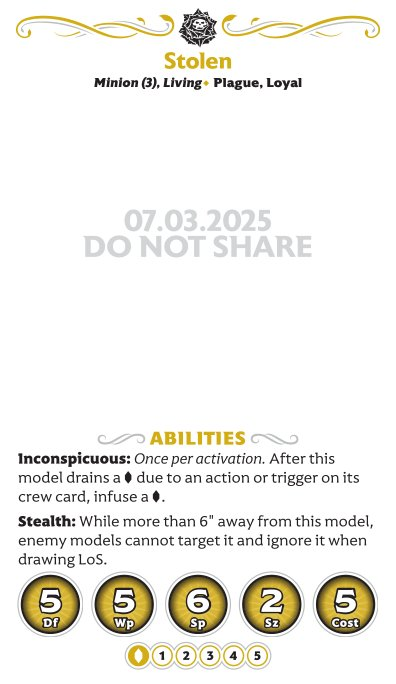 Stolen
Minion (3), Living • Plague, Loyal
07.03.2025
DO NOT SHARE
ABILITIES
Inconspicuous: Once per activation. After this
model drains a due to an action or trigger on its
crew card, infuse a .
Stealth: While more than 6" away from this model,
enemy models cannot target it and ignore it when
drawing LoS.
5 5 6 2 5
Df Wp Sp Sz Cost
1 2 3 4 5